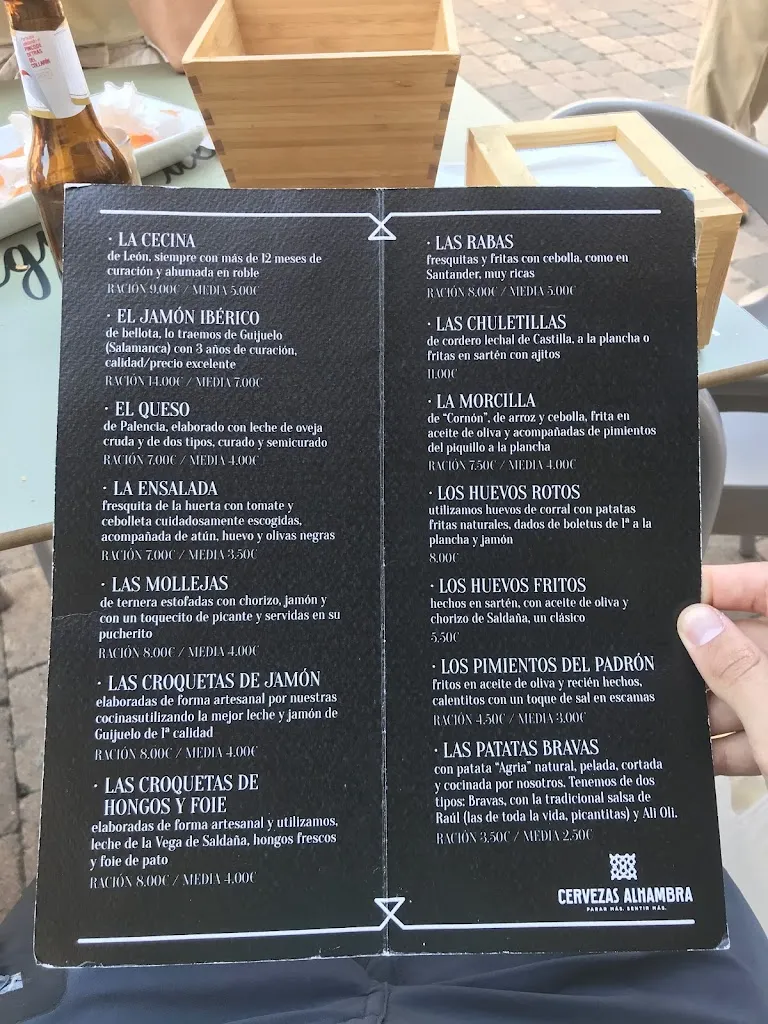 · LA CECINA
de León, siempre con más de 12 meses de
curación y ahumada en roble
RACIÓN 9.00€ / MEDIA 5.00€
· EL JAMÓN IBÉRICO
de bellota, lo traemos de Guijuelo
(Salamanca) con 3 años de curación,
calidad/precio excelente
RACIÓN 14.00€ / MEDIA 7.00€
· EL QUESO
de Palencia, elaborado con leche de oveja
cruda y de dos tipos, curado y semicurado
RACIÓN 7.00€ / MEDIA 4.00€
· LA ENSALADA
fresquita de la huerta con tomate y
cebolleta cuidadosamente escogidas,
acompañada de atún, huevo y olivas negras
RACIÓN 7.00€ / MEDIA 3.50€
· LAS MOLLEJAS
de ternera estofadas con chorizo, jamón y
con un toquecito de picante y servidas en su
pucherito
RACIÓN 8.00€ / MEDIA 4.00€
· LAS CROQUETAS DE JAMÓN
elaboradas de forma artesanal por nuestras
cocinasutilizando la mejor leche y jamón de
Guijuelo de 1ª calidad
RACIÓN 8.00€ / MEDIA 4.00€
· LAS CROQUETAS DE
HONGOS Y FOIE
elaboradas de forma artesanal y utilizamos,
leche de la Vega de Saldaña, hongos frescos
y foie de pato
RACIÓN 8.00€ / MEDIA 4.00€
· LAS RABAS
fresquitas y fritas con cebolla, como en
Santander, muy ricas
RACIÓN 8.00€ / MEDIA 5.00€
· LAS CHULETILLAS
de cordero lechal de Castilla, a la plancha o
fritas en sartén con ajitos
11.00€
· LA MORCILLA
de “Cornón”, de arroz y cebolla, frita en
aceite de oliva y acompañadas de pimientos
del piquillo a la plancha
RACIÓN 7.50€ / MEDIA 4.00€
· LOS HUEVOS ROTOS
utilizamos huevos de corral con patatas
fritas naturales, dados de boletus de 1ª a la
plancha y jamón
8.00€
· LOS HUEVOS FRITOS
hechos en sartén, con aceite de oliva y
chorizo de Saldaña, un clásico
5.50€
· LOS PIMIENTOS DEL PADRÓN
fritos en aceite de oliva y recién hechos,
calentitos con un toque de sal en escamas
RACIÓN 4.50€ / MEDIA 3.00€
· LAS PATATAS BRAVAS
con patata “Agria” natural, pelada, cortada
y cocinada por nosotros. Tenemos de dos
tipos: Bravas, con la tradicional salsa de
Raúl (las de toda la vida, picantitas) y Ali Oli.
RACIÓN 3,50€ / MEDIA 2.50€
CERVEZAS ALHAMBRA
PARAR MÁS. SENTIR MÁS.